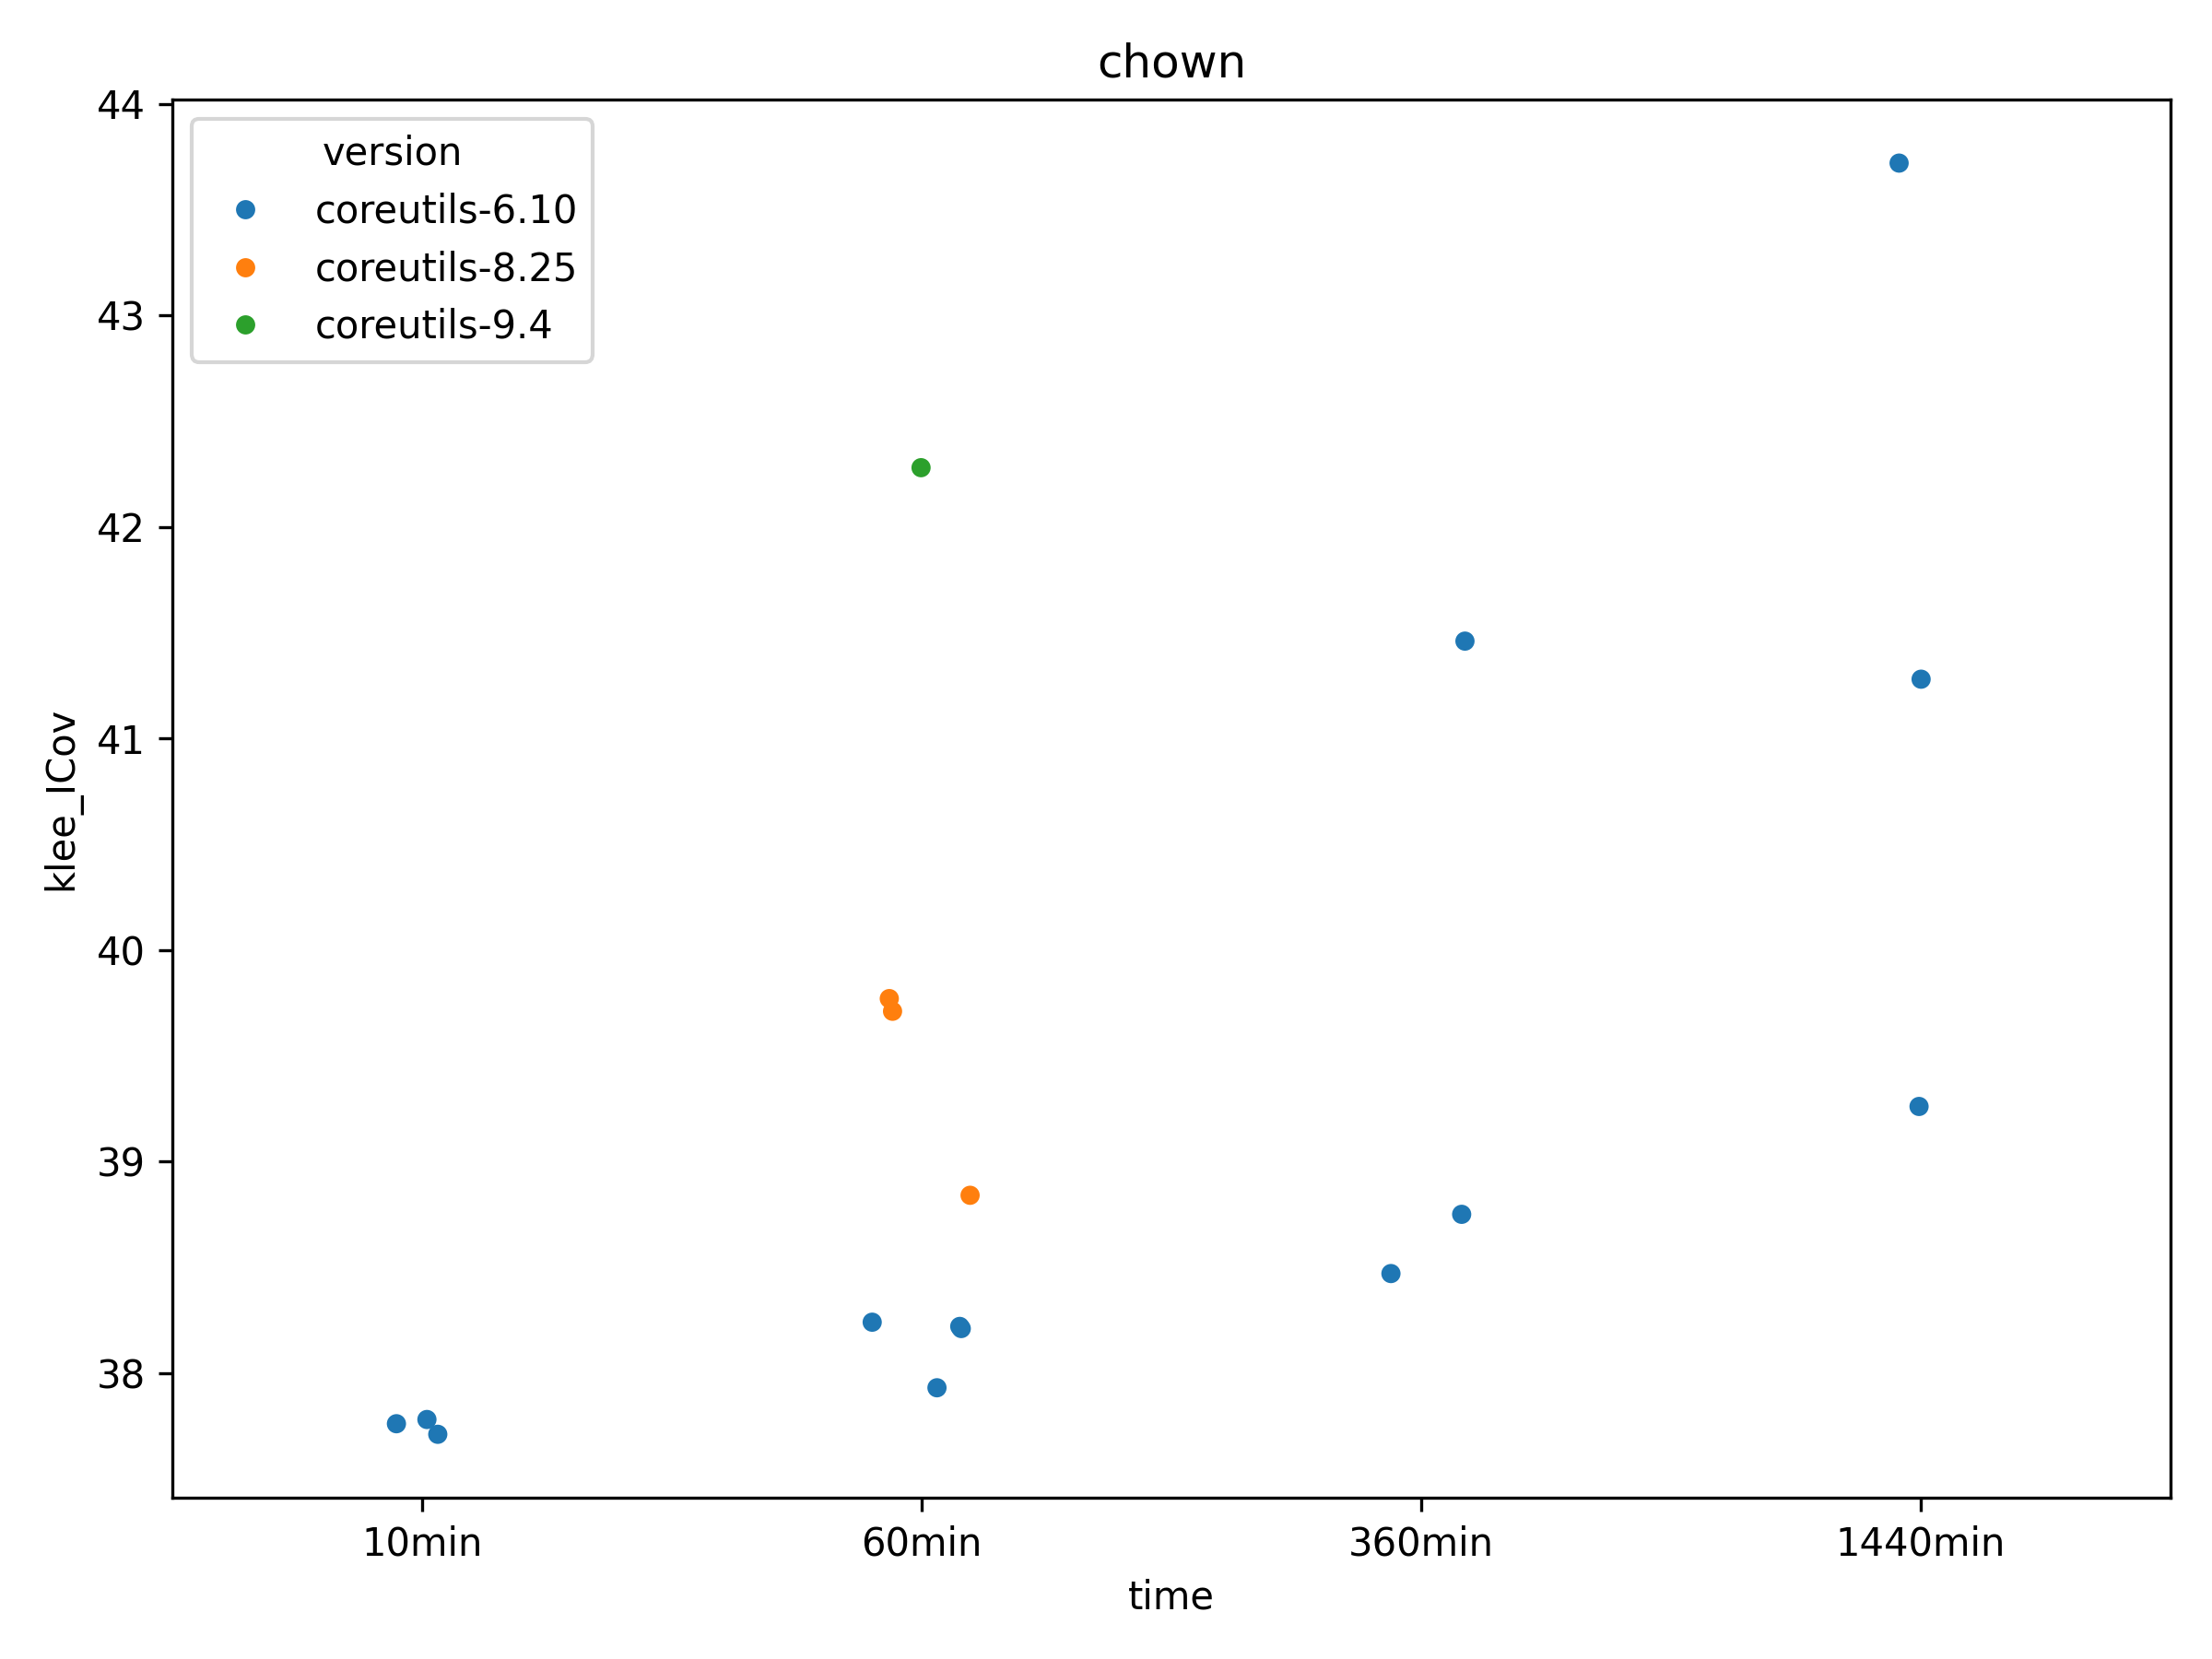 chown
version
coreutils-6.10
coreutils-8.25
coreutils-9.4
44
43
42
41
40
39
38
klee_ICov
10min
60min
360min
1440min
time